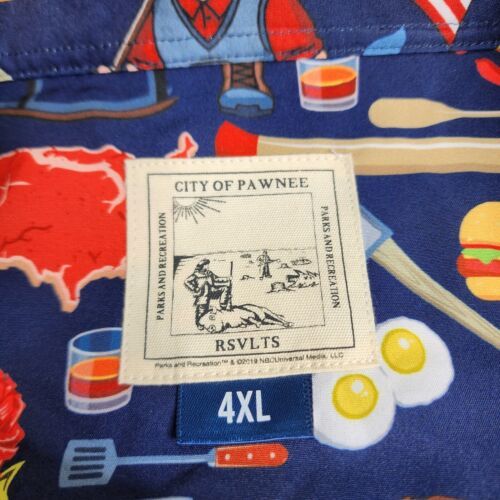 CITY OF PAWNEE
PARKS AND RECREATION
PARKS AND RECREATION
RSVLTS
Parks and Recreation™ & ©2019 NBCUniversal Media, LLC
4XL